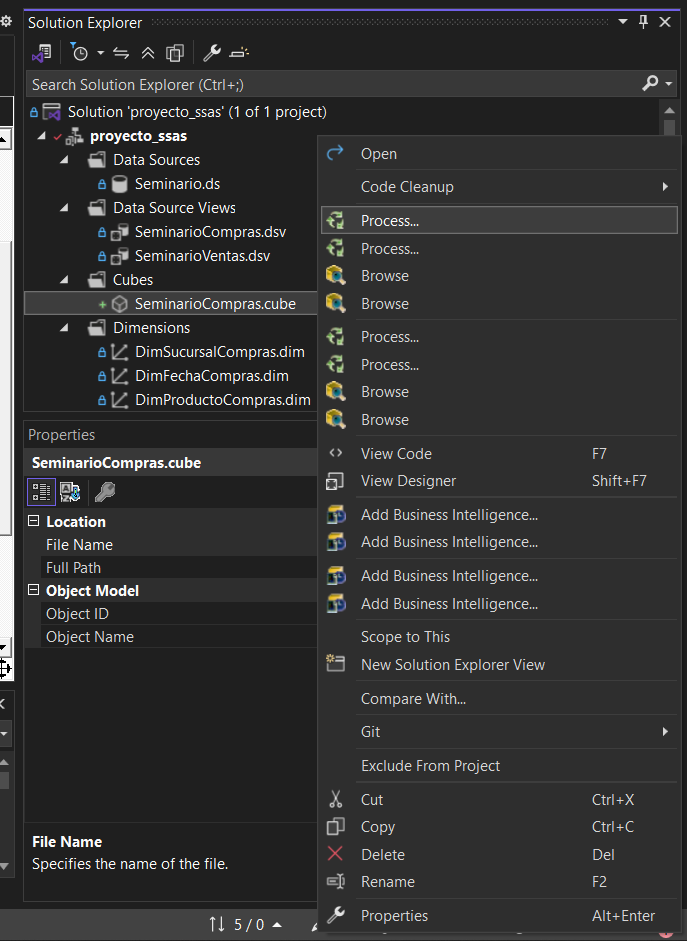 Solution Explorer
Search Solution Explorer (Ctrl+;)
Solution 'proyecto_ssas' (1 of 1 project)
proyecto_ssas
Data Sources
Seminario.ds
Data Source Views
SeminarioCompras.dsv
SeminarioVentas.dsv
Cubes
SeminarioCompras.cube
Dimensions
DimSucursalCompras.dim
DimFechaCompras.dim
DimProductoCompras.dim
Properties
SeminarioCompras.cube
Location
File Name
Full Path
Object Model
Object ID
Object Name
File Name
Specifies the name of the file.
5 / 0
Open
Code Cleanup
Process...
Process...
Browse
Browse
Process...
Process...
Browse
Browse
View Code F7
View Designer Shift+F7
Add Business Intelligence...
Add Business Intelligence...
Add Business Intelligence...
Add Business Intelligence...
Scope to This
New Solution Explorer View
Compare With...
Git
Exclude From Project
Cut Ctrl+X
Copy Ctrl+C
Delete Del
Rename F2
Properties Alt+Enter